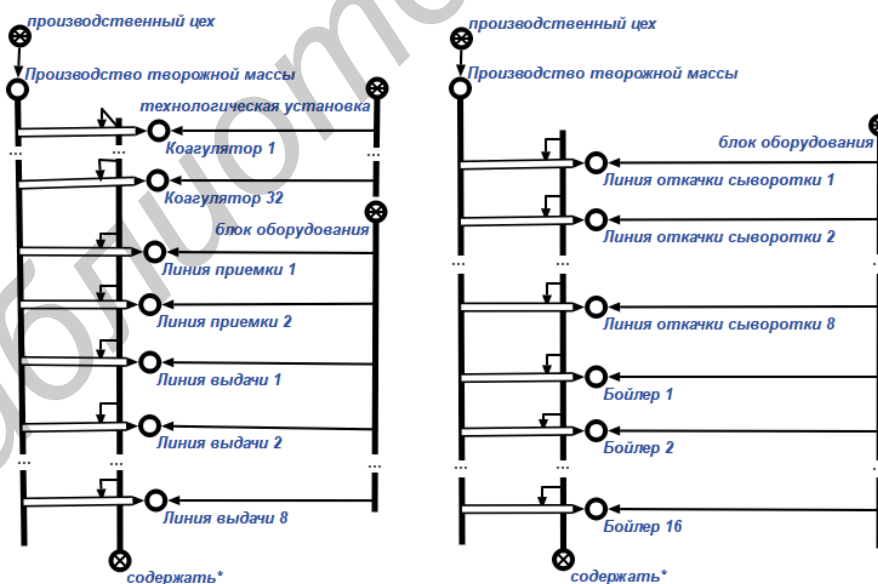 производственный цех
Производство творожной массы
технологическая установка
Коагулятор 1
...
....
...
Коагулятор 32
блок оборудования
Линия приемки 1
Линия приемки 2
Линия выдачи 1
Линия выдачи 2
...
...
...
Линия выдачи 8
содержать*
производственный цех
Производство творожной массы
блок оборудования
Линия откачки сыворотки 1
Линия откачки сыворотки 2
...
...
Линия откачки сыворотки 8
Бойлер 1
Бойлер 2
...
...
Бойлер 16
содержать*